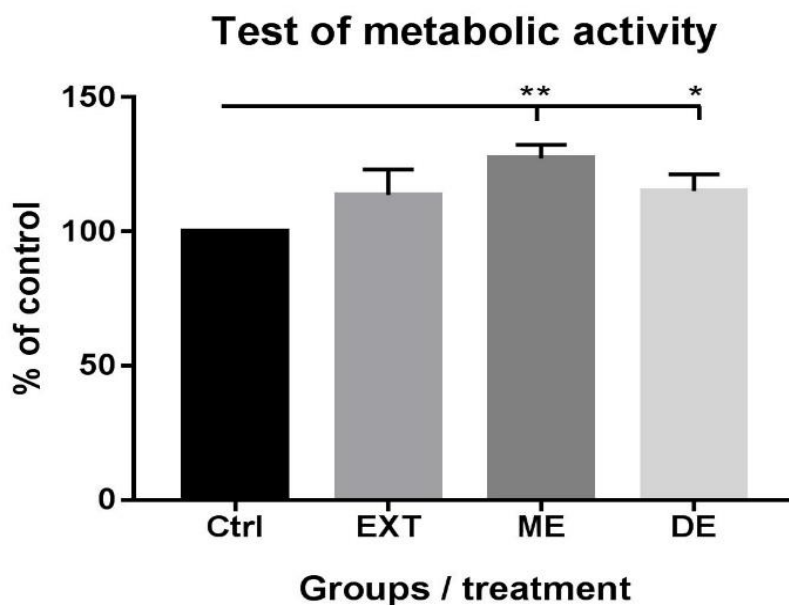 Test of metabolic activity
150
** *
100
50
0
% of control
Ctrl EXT ME DE
Groups / treatment